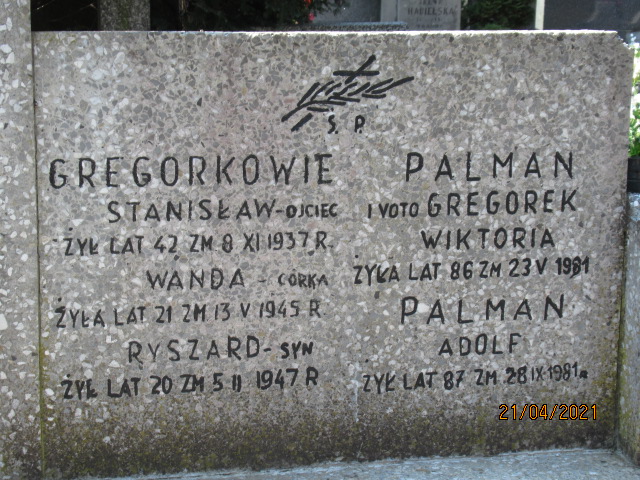 Ś. P.
GREGORKOWIE
STANISŁAW-OJCIEC
ŻYŁ LAT 42 ZM 8 XI 1937 R.
WANDA - CÓRKA
ŻYŁA LAT 21 ZM 13 V 1945 R
RYSZARD-SYN
ŻYŁ LAT 20 ZM 5 II 1947 R
PALMAN
I VOTO GREGOREK
WIKTORIA
ŻYŁA LAT 86 ZM 23 V 1981
PALMAN
ADOLF
ŻYŁ LAT 87 ZM 28 IX 1981 R
21/04/2021